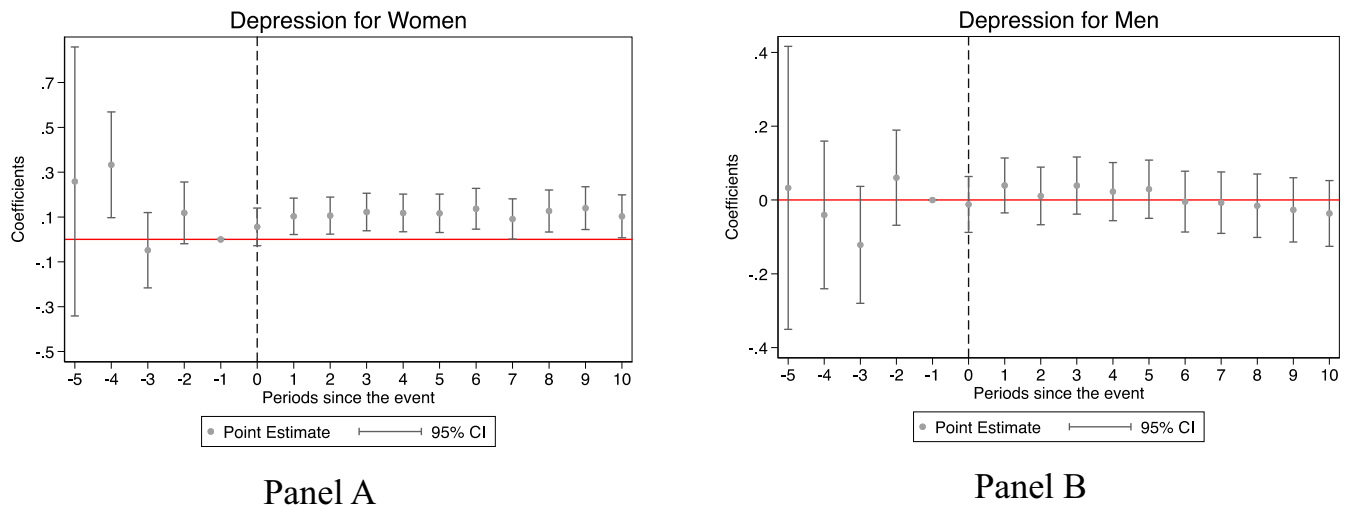 Depression for Women
Coefficients
.7
.3
.1
-.1
-.3
-.5
-5 -4 -3 -2 -1 0 1 2 3 4 5 6 7 8 9 10
Periods since the event
Point Estimate 95% CI
Panel A
Depression for Men
Coefficients
.4
.2
0
-.2
-.4
-5 -4 -3 -2 -1 0 1 2 3 4 5 6 7 8 9 10
Periods since the event
Point Estimate 95% CI
Panel B